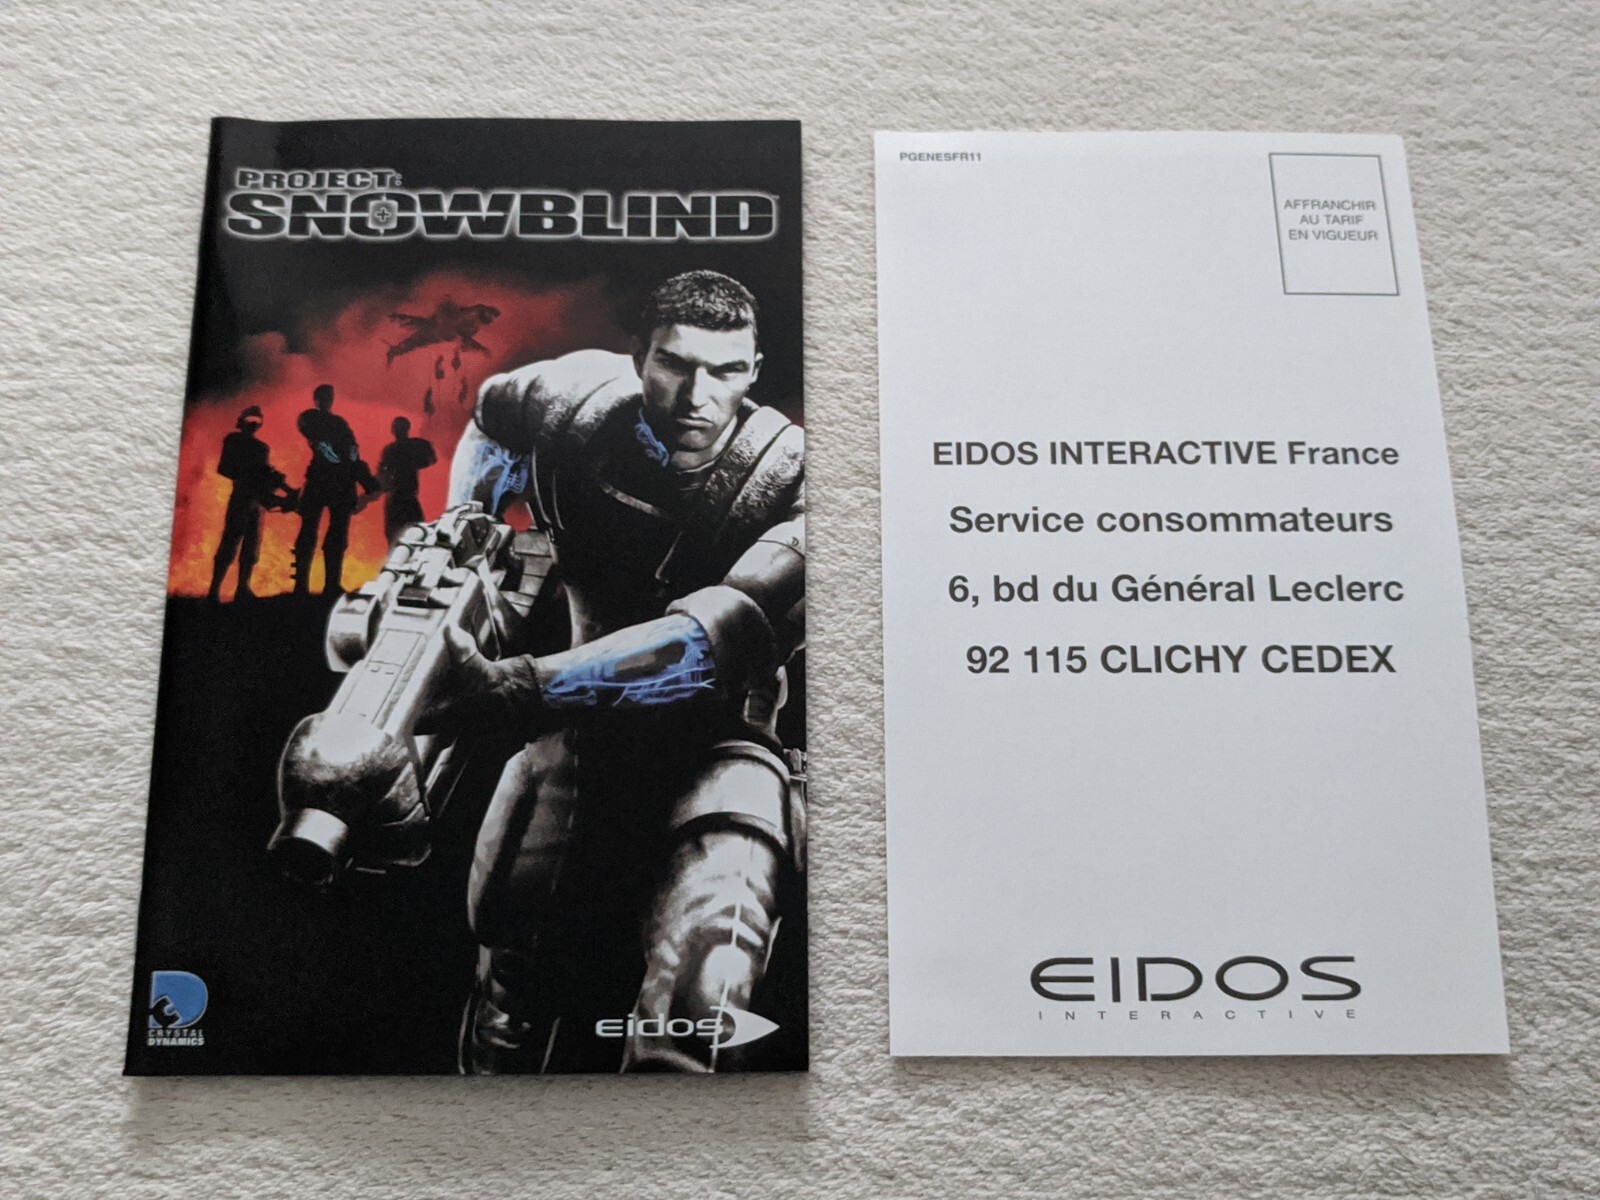 PROJECT:
SNOWBLIND
CRYSTAL
DYNAMICS
eidos
PGENESFR11
AFFRANCHIR
AU TARIF
EN VIGUEUR
EIDOS INTERACTIVE France
Service consommateurs
6, bd du Général Leclerc
92 115 CLICHY CEDEX
EIDOS
INTERACTIVE